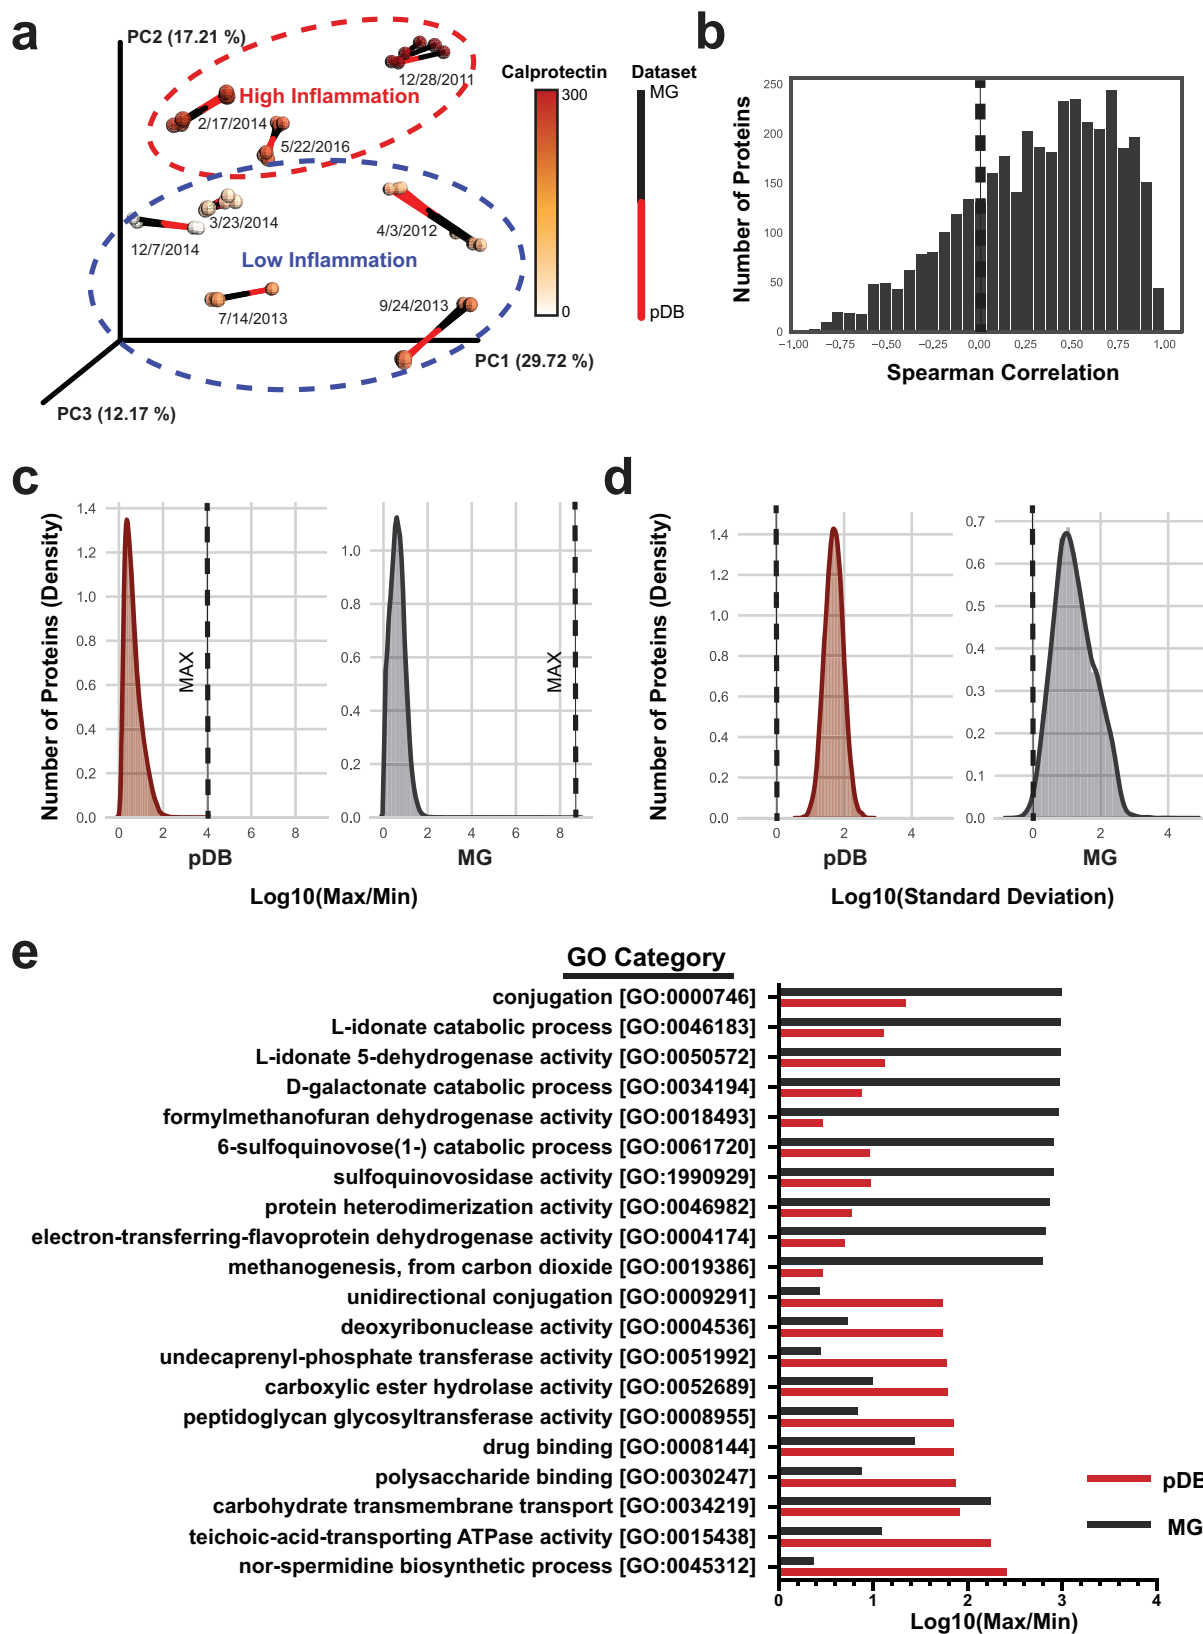 a
PC2 (17.21 %)
12/28/2011
High Inflammation
2/17/2014
5/22/2016
3/23/2014
12/7/2014
4/3/2012
Low Inflammation
7/14/2013
9/24/2013
PC1 (29.72 %)
PC3 (12.17 %)
Calprotectin
300
0
Dataset
MG
pDB
b
Number of Proteins
250
200
150
100
50
0
−1.00 −0.75 −0.50 −0.25 0.00 0.25 0.50 0.75 1.00
Spearman Correlation
c
Number of Proteins (Density)
1.4
1.2
1.0
0.8
0.6
0.4
0.2
0.0
MAX
0 2 4 6 8
pDB
1.0
0.8
0.6
0.4
0.2
0.0
MAX
0 2 4 6 8
MG
Log10(Max/Min)
d
Number of Proteins (Density)
1.4
1.2
1.0
0.8
0.6
0.4
0.2
0.0
0 2 4
pDB
0.7
0.6
0.5
0.4
0.3
0.2
0.1
0.0
0 2 4
MG
Log10(Standard Deviation)
e
GO Category
conjugation [GO:0000746]
L-idonate catabolic process [GO:0046183]
L-idonate 5-dehydrogenase activity [GO:0050572]
D-galactonate catabolic process [GO:0034194]
formylmethanofuran dehydrogenase activity [GO:0018493]
6-sulfoquinovose(1-) catabolic process [GO:0061720]
sulfoquinovosidase activity [GO:1990929]
protein heterodimerization activity [GO:0046982]
electron-transferring-flavoprotein dehydrogenase activity [GO:0004174]
methanogenesis, from carbon dioxide [GO:0019386]
unidirectional conjugation [GO:0009291]
deoxyribonuclease activity [GO:0004536]
undecaprenyl-phosphate transferase activity [GO:0051992]
carboxylic ester hydrolase activity [GO:0052689]
peptidoglycan glycosyltransferase activity [GO:0008955]
drug binding [GO:0008144]
polysaccharide binding [GO:0030247]
carbohydrate transmembrane transport [GO:0034219]
teichoic-acid-transporting ATPase activity [GO:0015438]
nor-spermidine biosynthetic process [GO:0045312]
pDB
MG
0 1 2 3 4
Log10(Max/Min)